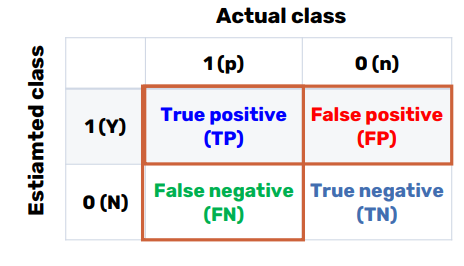 Actual class
Estiamted class
1 (p) 0 (n)
1 (Y) True positive (TP) False positive (FP)
0 (N) False negative (FN) True negative (TN)